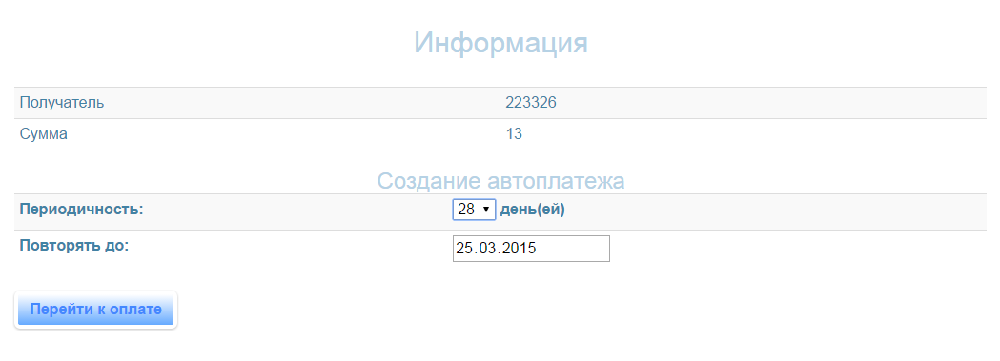 Информация
Получатель 223326
Сумма 13
Создание автоплатежа
Периодичность: 28 день(ей)
Повторять до: 25.03.2015
Перейти к оплате